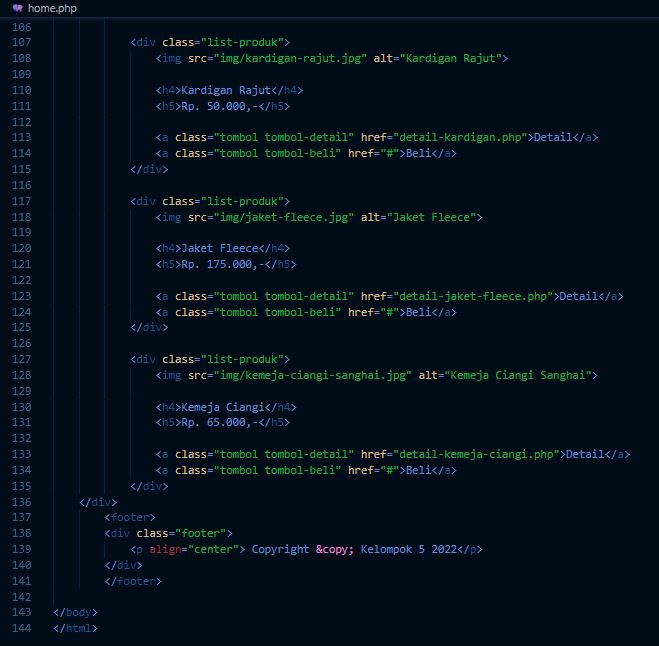 home.php
106
107 <div class="list-produk">
108 <img src="img/kardigan-rajut.jpg" alt="Kardigan Rajut">
109
110 <h4>Kardigan Rajut</h4>
111 <h5>Rp. 50.000,-</h5>
112
113 <a class="tombol tombol-detail" href="detail-kardigan.php">Detail</a>
114 <a class="tombol tombol-beli" href="#">Beli</a>
115 </div>
116
117 <div class="list-produk">
118 <img src="img/jaket-fleece.jpg" alt="Jaket Fleece">
119
120 <h4>Jaket Fleece</h4>
121 <h5>Rp. 175.000,-</h5>
122
123 <a class="tombol tombol-detail" href="detail-jaket-fleece.php">Detail</a>
124 <a class="tombol tombol-beli" href="#">Beli</a>
125 </div>
126
127 <div class="list-produk">
128 <img src="img/kemeja-ciangi-sanghai.jpg" alt="Kemeja Ciangi Sanghai">
129
130 <h4>Kemeja Ciangi</h4>
131 <h5>Rp. 65.000,-</h5>
132
133 <a class="tombol tombol-detail" href="detail-kemeja-ciangi.php">Detail</a>
134 <a class="tombol tombol-beli" href="#">Beli</a>
135 </div>
136 </div>
137 <footer>
138 <div class="footer">
139 <p align="center"> Copyright &copy; Kelompok 5 2022</p>
140 </div>
141 </footer>
142
143 </body>
144 </html>